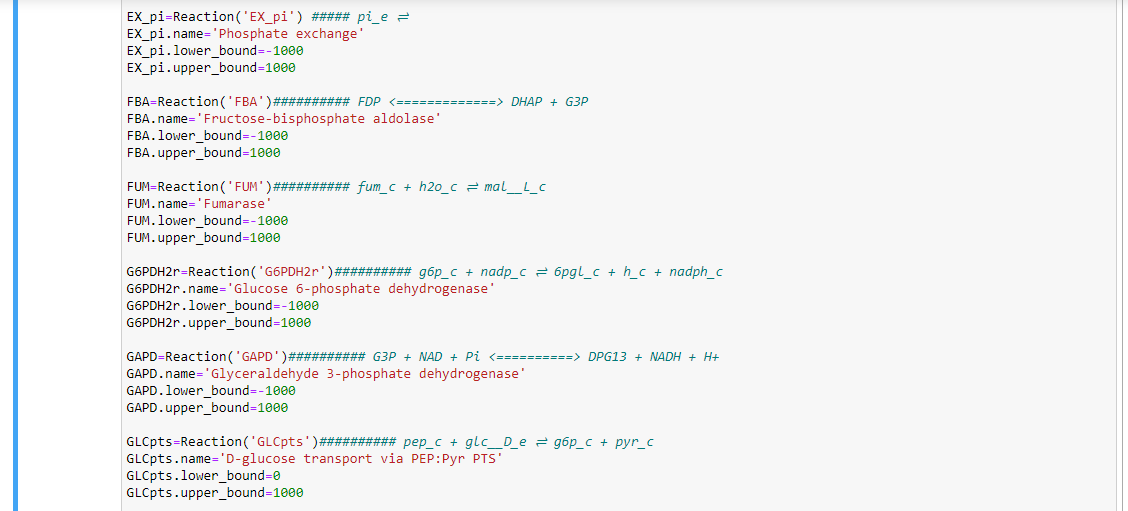 EX_pi=Reaction('EX_pi') ##### pi_e ⇌
EX_pi.name='Phosphate exchange'
EX_pi.lower_bound=-1000
EX_pi.upper_bound=1000
FBA=Reaction('FBA')########## FDP <=============> DHAP + G3P
FBA.name='Fructose-bisphosphate aldolase'
FBA.lower_bound=-1000
FBA.upper_bound=1000
FUM=Reaction('FUM')########## fum_c + h2o_c ⇌ mal__L_c
FUM.name='Fumarase'
FUM.lower_bound=-1000
FUM.upper_bound=1000
G6PDH2r=Reaction('G6PDH2r')########## g6p_c + nadp_c ⇌ 6pgl_c + h_c + nadph_c
G6PDH2r.name='Glucose 6-phosphate dehydrogenase'
G6PDH2r.lower_bound=-1000
G6PDH2r.upper_bound=1000
GAPD=Reaction('GAPD')########## G3P + NAD + Pi <==========> DPG13 + NADH + H+
GAPD.name='Glyceraldehyde 3-phosphate dehydrogenase'
GAPD.lower_bound=-1000
GAPD.upper_bound=1000
GLCpts=Reaction('GLCpts')########## pep_c + glc__D_e ⇌ g6p_c + pyr_c
GLCpts.name='D-glucose transport via PEP:Pyr PTS'
GLCpts.lower_bound=0
GLCpts.upper_bound=1000